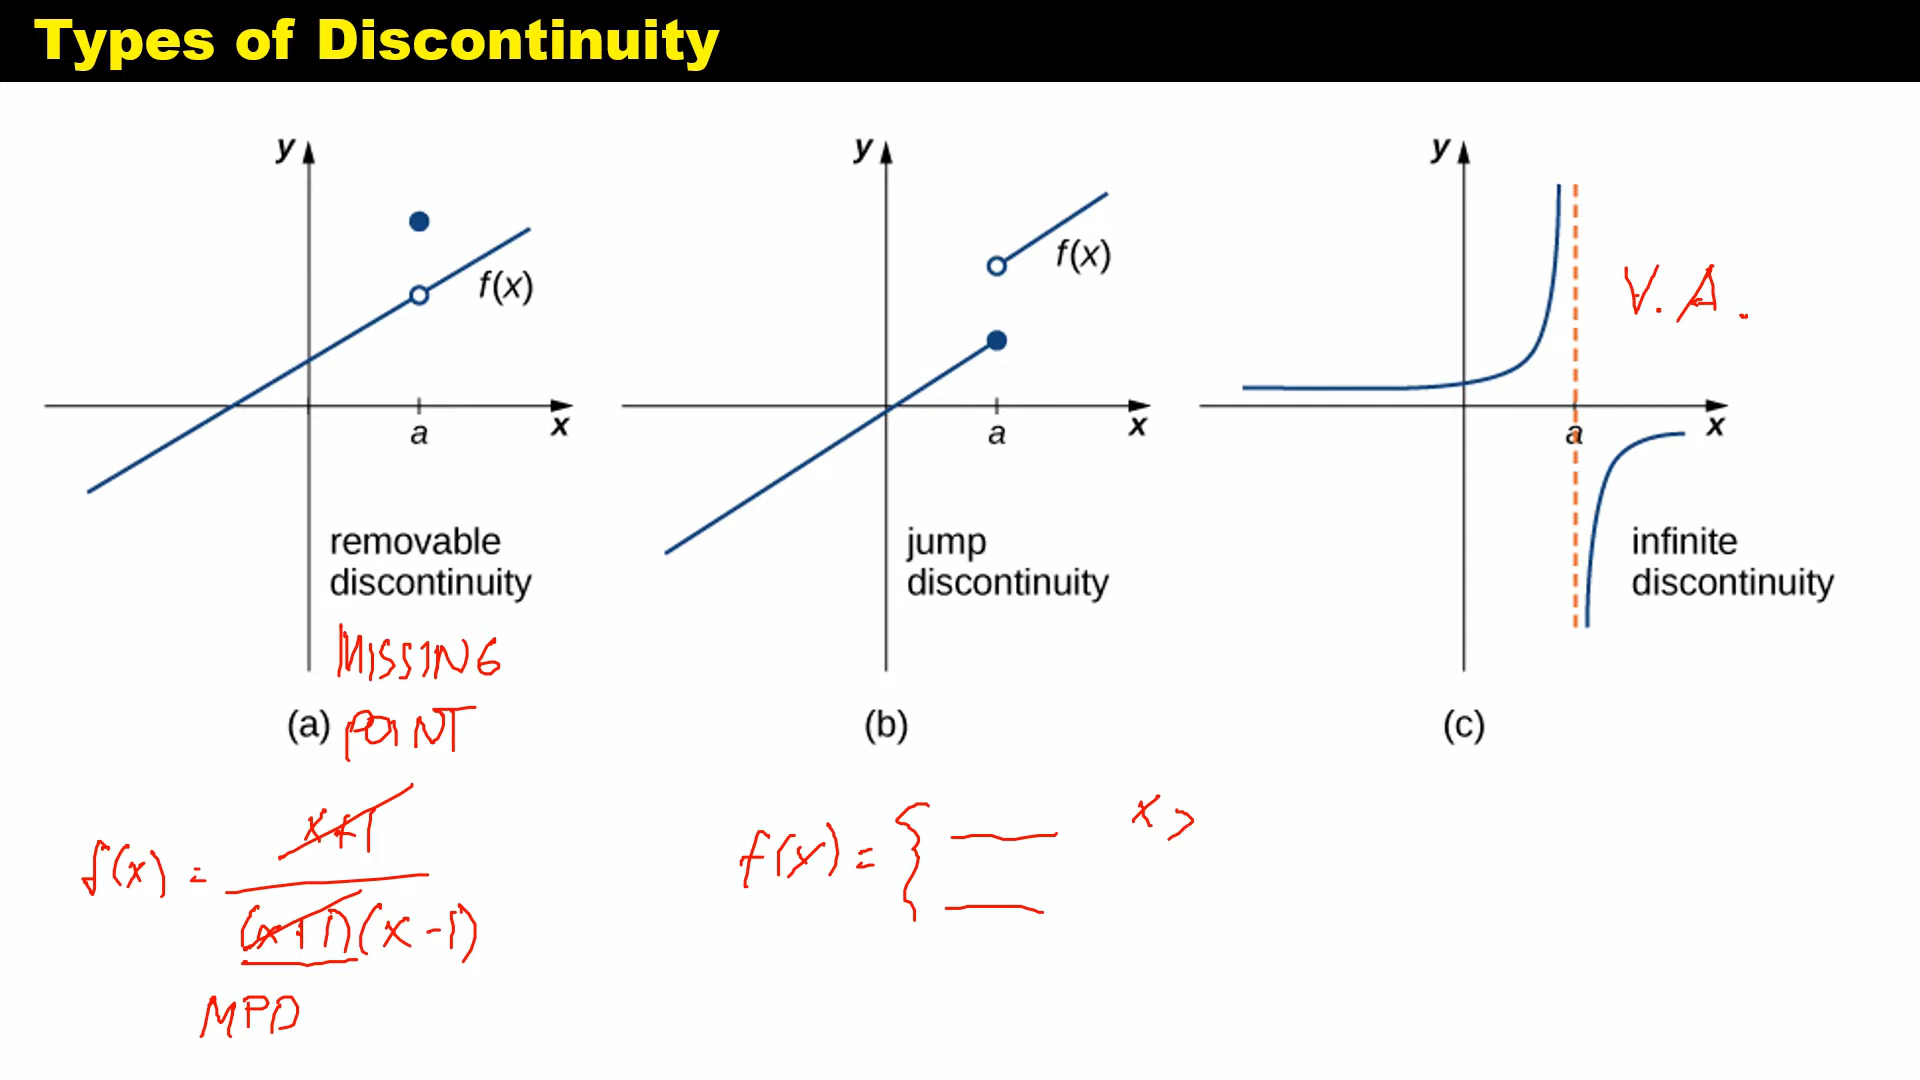 Types of Discontinuity
y
f(x)
x
a
removable
discontinuity
MISSING
POINT
(a)
f(x) = x+1
(x+1)(x-1)
MPD
y
f(x)
x
a
jump
discontinuity
(b)
f(x) = { x >
y
V.A.
x
a
infinite
discontinuity
(c)